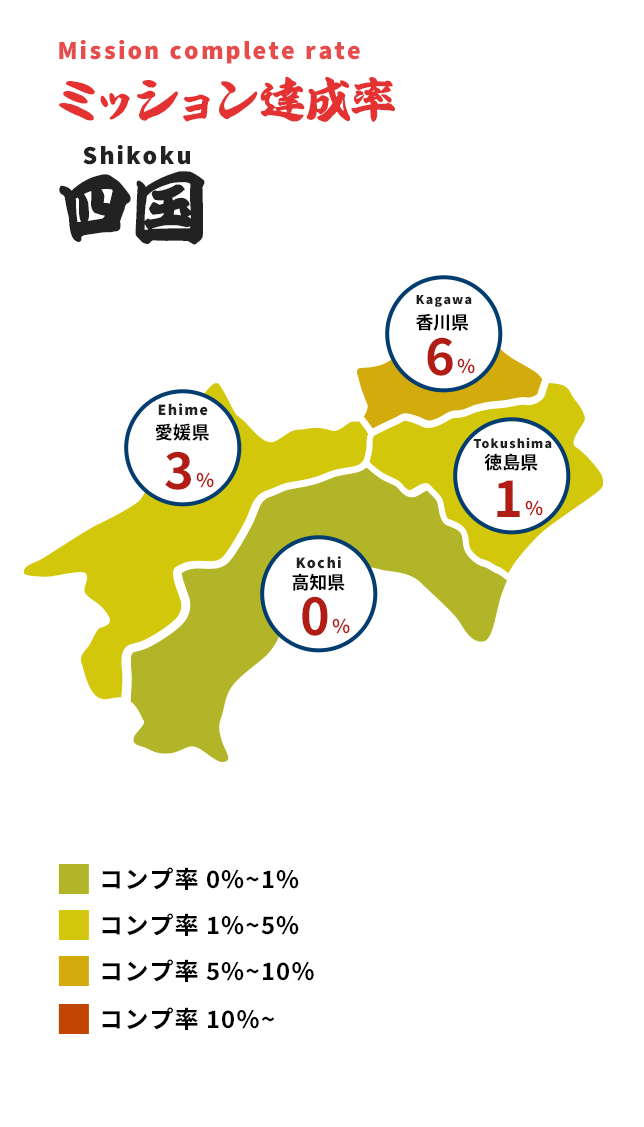 Mission complete rate
ミッション達成率
Shikoku
四国
Kagawa
香川県
6%
Ehime
愛媛県
3%
Tokushima
徳島県
1%
Kochi
高知県
0%
コンプ率 0%~1%
コンプ率 1%~5%
コンプ率 5%~10%
コンプ率 10%~